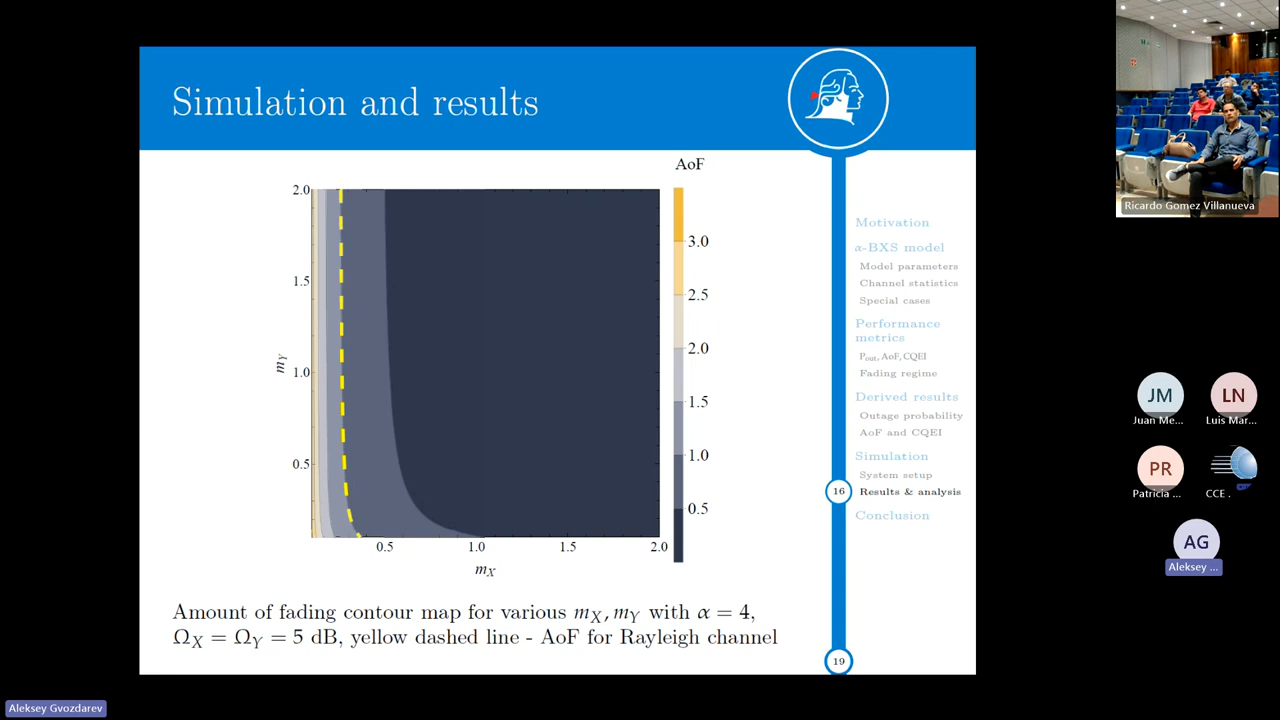 Simulation and results
AoF
2.0
1.5
1.0
0.5
m_Y
0.5
1.0
1.5
2.0
m_X
3.0
2.5
2.0
1.5
1.0
0.5
Amount of fading contour map for various m_X, m_Y with α = 4,
Ω_X = Ω_Y = 5 dB, yellow dashed line - AoF for Rayleigh channel
Motivation
α-BXS model
Model parameters
Channel statistics
Special cases
Performance
metrics
P_out, AoF, CQEI
Fading regime
Derived results
Outage probability
AoF and CQEI
Simulation
System setup
16
Results & analysis
Conclusion
19
Ricardo Gomez Villanueva
JM
Juan Me...
LN
Luis Mar...
PR
Patricia ...
CCE .
AG
Aleksey ...
Aleksey Gvozdarev